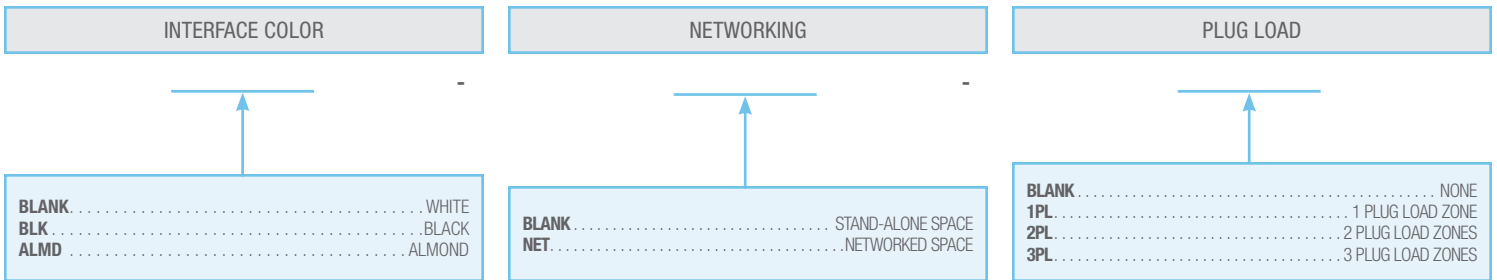 INTERFACE COLOR
-
BLANK. . . . . . . . . . . . . . . . . . . . . . . . . . . . . . . . . . . . . . . WHITE
BLK . . . . . . . . . . . . . . . . . . . . . . . . . . . . . . . . . . . . . . . . .BLACK
ALMD . . . . . . . . . . . . . . . . . . . . . . . . . . . . . . . . . . . . . ALMOND
NETWORKING
-
BLANK . . . . . . . . . . . . . . . . . . . . . . . . . . . . STAND-ALONE SPACE
NET. . . . . . . . . . . . . . . . . . . . . . . . . . . . . . . .NETWORKED SPACE
PLUG LOAD
BLANK . . . . . . . . . . . . . . . . . . . . . . . . . . . . . . . . . . . . . . . . NONE
1PL. . . . . . . . . . . . . . . . . . . . . . . . . . . . . . . . . 1 PLUG LOAD ZONE
2PL. . . . . . . . . . . . . . . . . . . . . . . . . . . . . . . . 2 PLUG LOAD ZONES
3PL. . . . . . . . . . . . . . . . . . . . . . . . . . . . . . . . 3 PLUG LOAD ZONES